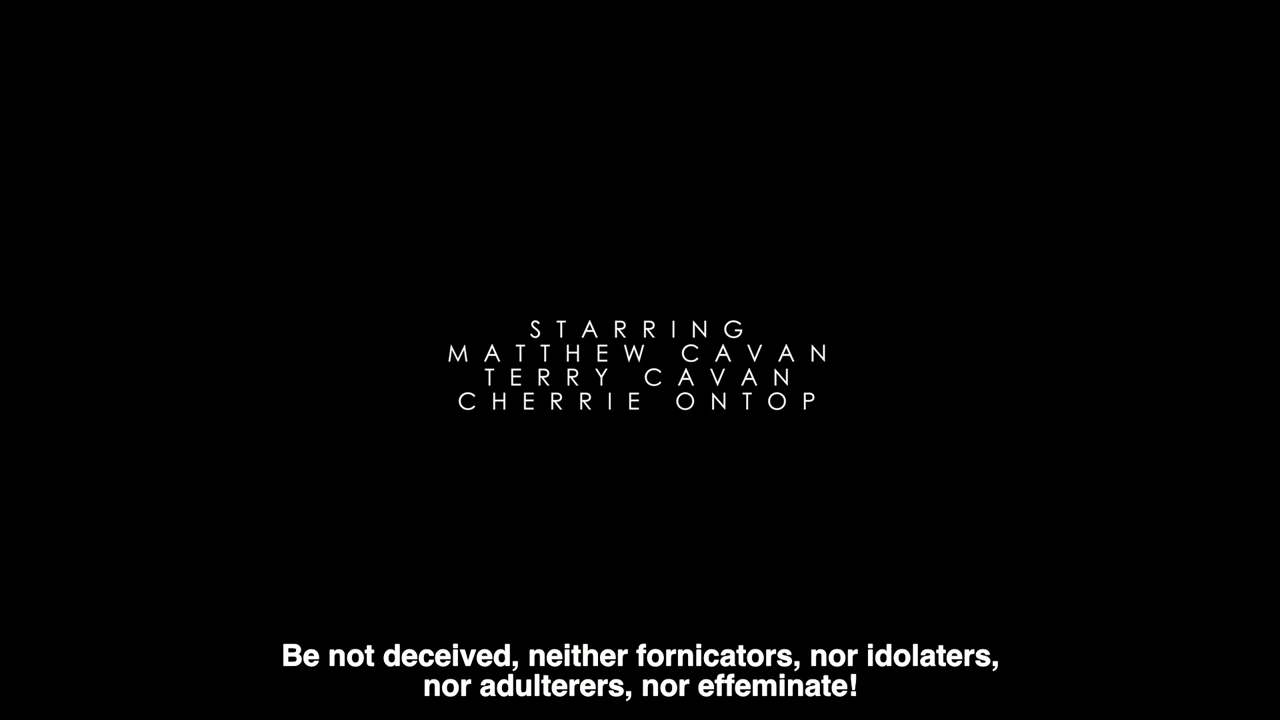 STARRING
MATTHEW CAVAN
TERRY CAVAN
CHERRIE ONTOP
Be not deceived, neither fornicators, nor idolaters,
nor adulterers, nor effeminate!